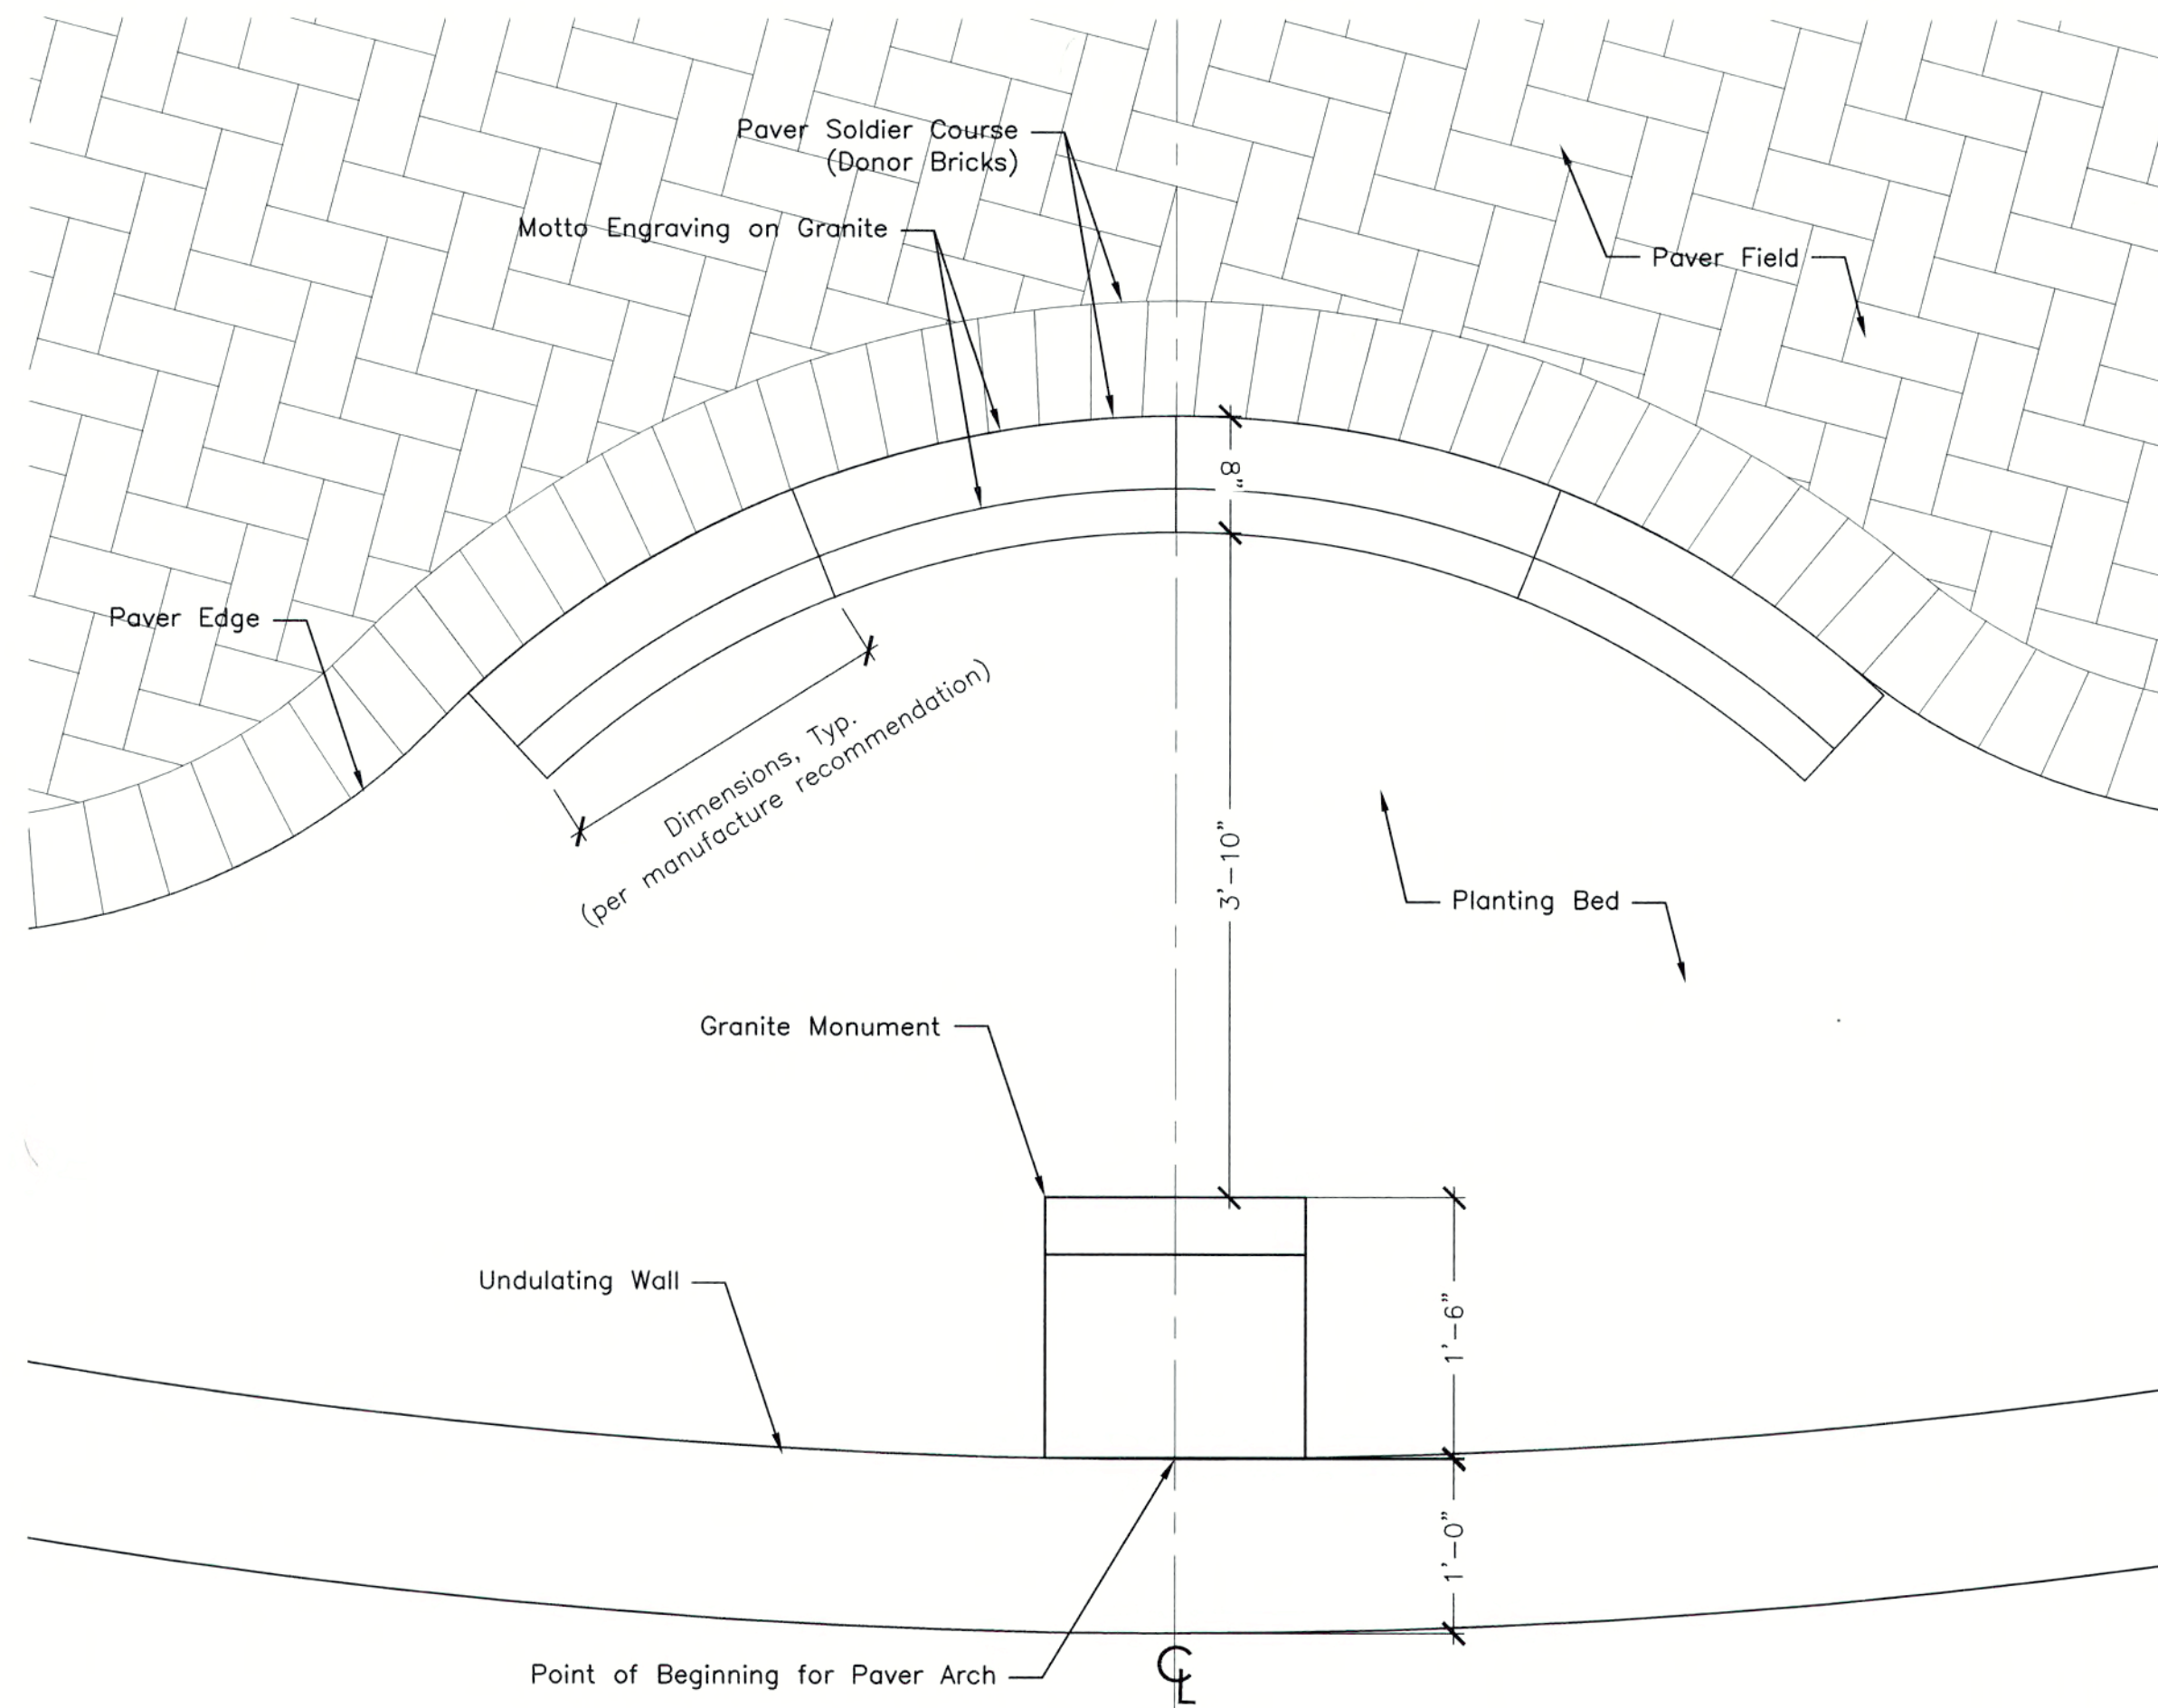 Paver Soldier Course
(Donor Bricks)
Motto Engraving on Granite
Paver Field
8"
Paver Edge
Dimensions, Typ.
(per manufacture recommendation)
3'-10"
Planting Bed
Granite Monument
Undulating Wall
1'-6"
1'-0"
Point of Beginning for Paver Arch
CL